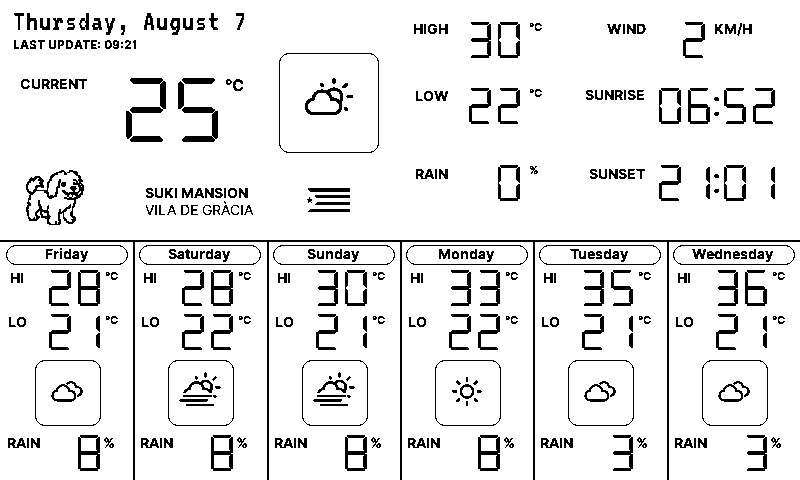 Thursday, August 7
LAST UPDATE: 09:21
CURRENT 25 °C
HIGH 30 °C
LOW 22 °C
RAIN 0 %
WIND 2 KM/H
SUNRISE 06:52
SUNSET 21:01
SUKI MANSION
VILA DE GRÀCIA
Friday
HI 28 °C
LO 21 °C
RAIN 8 %
Saturday
HI 28 °C
LO 22 °C
RAIN 8 %
Sunday
HI 30 °C
LO 21 °C
RAIN 8 %
Monday
HI 33 °C
LO 22 °C
RAIN 8 %
Tuesday
HI 35 °C
LO 21 °C
RAIN 3 %
Wednesday
HI 36 °C
LO 21 °C
RAIN 3 %